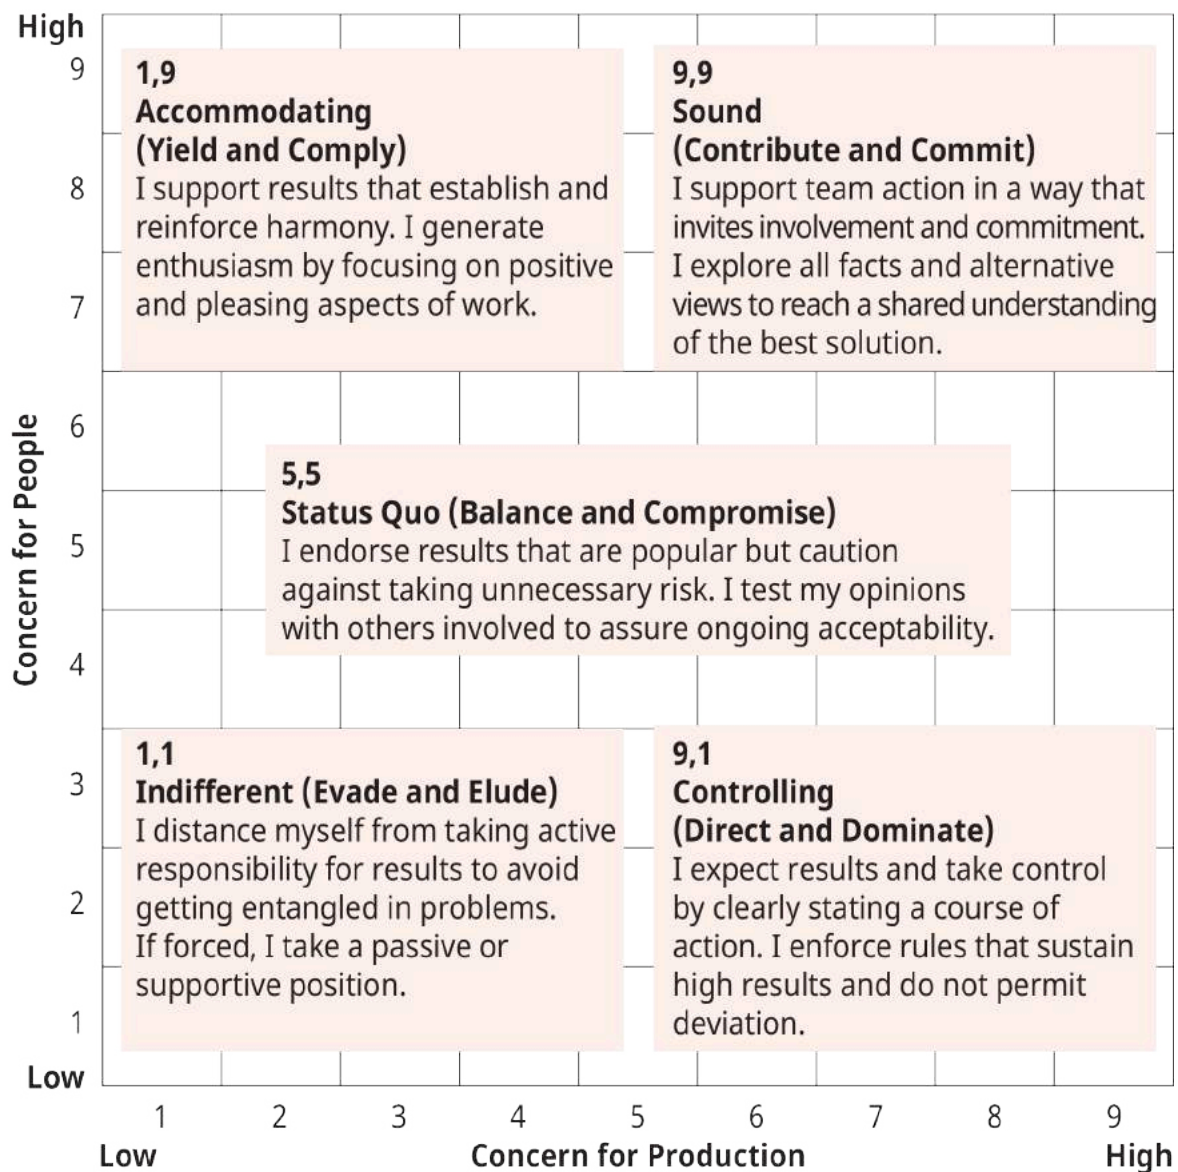 High
9
1,9
Accommodating
(Yield and Comply)
I support results that establish and
reinforce harmony. I generate
enthusiasm by focusing on positive
and pleasing aspects of work.
9,9
Sound
(Contribute and Commit)
I support team action in a way that
invites involvement and commitment.
I explore all facts and alternative
views to reach a shared understanding
of the best solution.
8
7
6
Concern for People
5,5
Status Quo (Balance and Compromise)
I endorse results that are popular but caution
against taking unnecessary risk. I test my opinions
with others involved to assure ongoing acceptability.
5
4
1,1
Indifferent (Evade and Elude)
I distance myself from taking active
responsibility for results to avoid
getting entangled in problems.
If forced, I take a passive or
supportive position.
9,1
Controlling
(Direct and Dominate)
I expect results and take control
by clearly stating a course of
action. I enforce rules that sustain
high results and do not permit
deviation.
3
2
1
Low
1 2 3 4 5 6 7 8 9
Low Concern for Production High